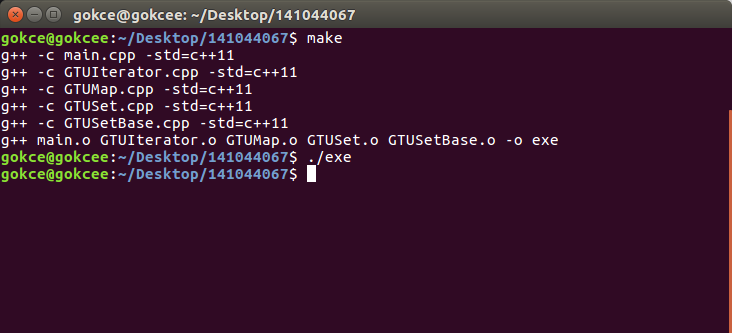 gokce@gokcee: ~/Desktop/141044067
gokce@gokcee:~/Desktop/141044067$ make
g++ -c main.cpp -std=c++11
g++ -c GTUIterator.cpp -std=c++11
g++ -c GTUMap.cpp -std=c++11
g++ -c GTUSet.cpp -std=c++11
g++ -c GTUSetBase.cpp -std=c++11
g++ main.o GTUIterator.o GTUMap.o GTUSet.o GTUSetBase.o -o exe
gokce@gokcee:~/Desktop/141044067$ ./exe
gokce@gokcee:~/Desktop/141044067$